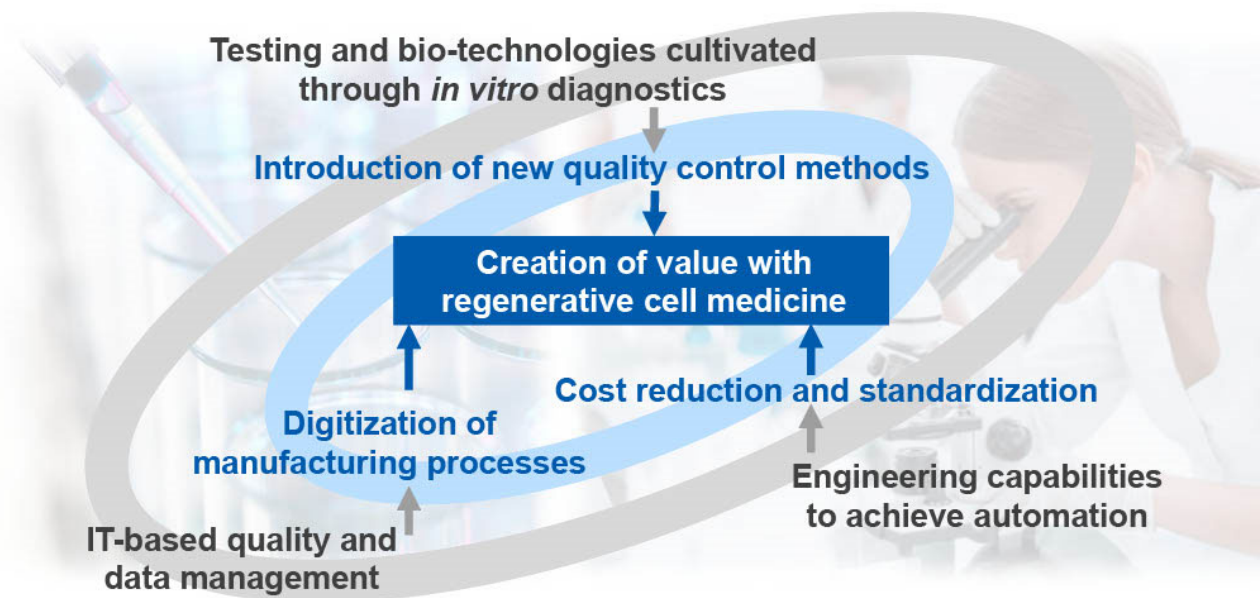 Testing and bio-technologies cultivated
through in vitro diagnostics
Introduction of new quality control methods
Creation of value with
regenerative cell medicine
Cost reduction and standardization
Digitization of
manufacturing processes
Engineering capabilities
to achieve automation
IT-based quality and
data management